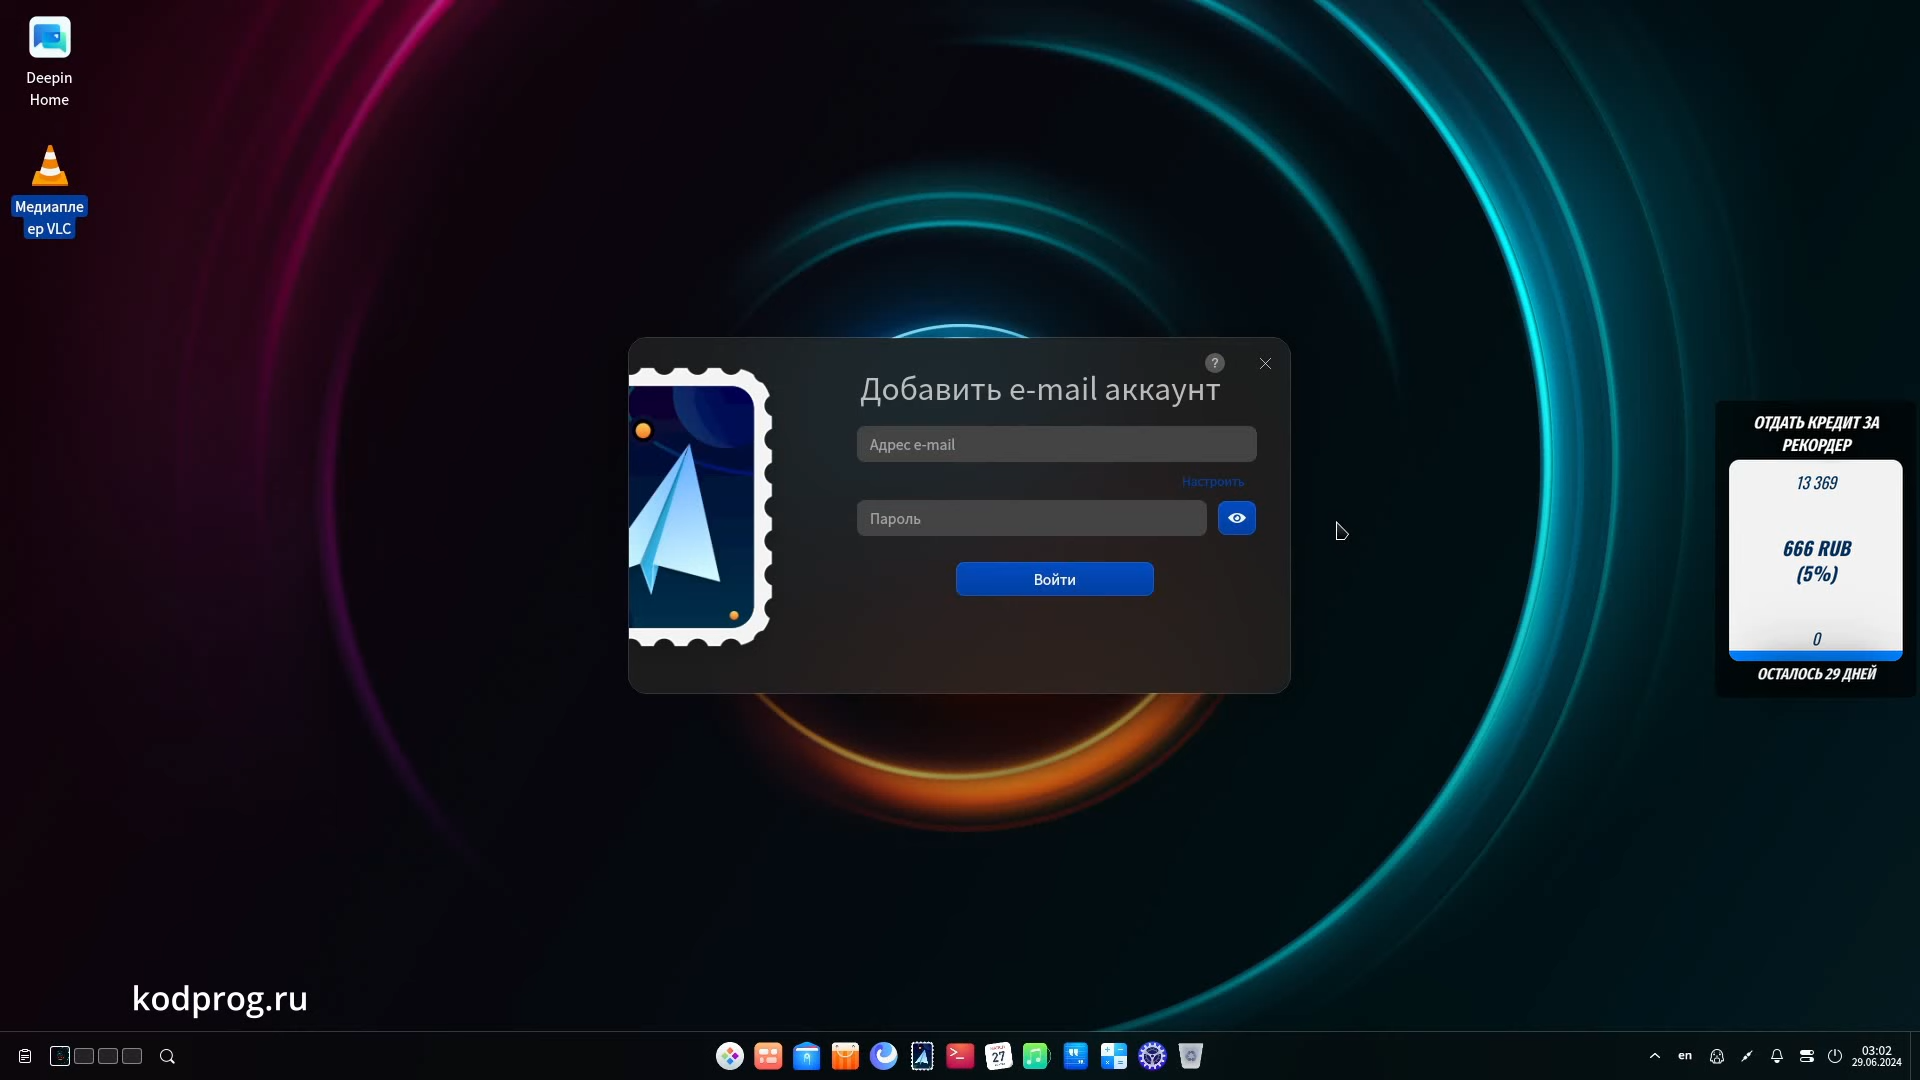 Deepin
Home
Медиапле
ер VLC
?
Добавить e-mail аккаунт
Адрес e-mail
Настроить
Пароль
Войти
ОТДАТЬ КРЕДИТ ЗА
РЕКОРДЕР
13 369
666 RUB
(5%)
0
ОСТАЛОСЬ 29 ДНЕЙ
kodprog.ru
27
en
03:02
29.06.2024